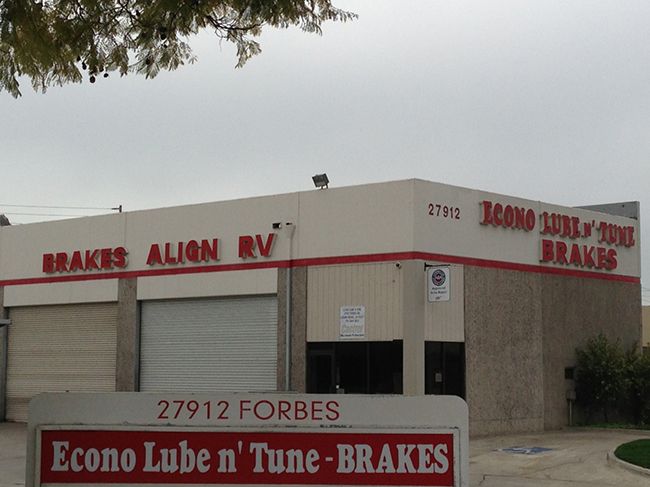 BRAKES ALIGN RV
27912
ECONO LUBE N' TUNE
BRAKES
27912 FORBES
Econo Lube n' Tune - BRAKES